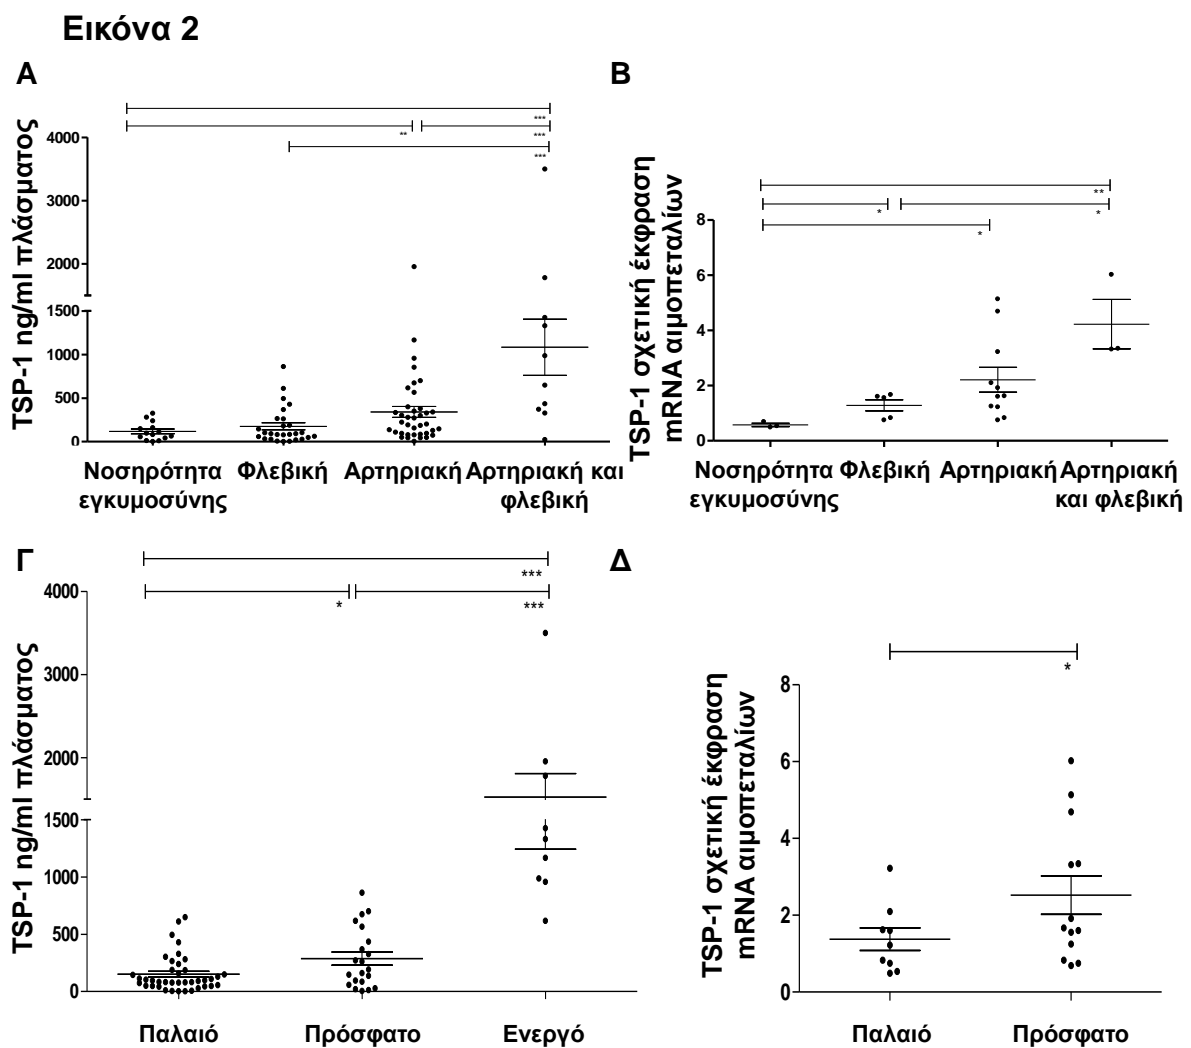 Εικόνα 2
Α
***
**
***
***
TSP-1 ng/ml πλάσματος
4000
3000
2000
1500
1000
500
0
Νοσηρότητα
εγκυμοσύνης
Φλεβική
Αρτηριακή
Αρτηριακή και
φλεβική
Β
**
*
*
*
TSP-1 σχετική έκφραση
mRNA αιμοπεταλίων
8
6
4
2
0
Νοσηρότητα
εγκυμοσύνης
Φλεβική
Αρτηριακή
Αρτηριακή
και φλεβική
Γ
***
*
***
TSP-1 ng/ml πλάσματος
4000
3000
2000
1500
1000
500
0
Παλαιό
Πρόσφατο
Ενεργό
Δ
*
TSP-1 σχετική έκφραση
mRNA αιμοπεταλίων
8
6
4
2
0
Παλαιό
Πρόσφατο